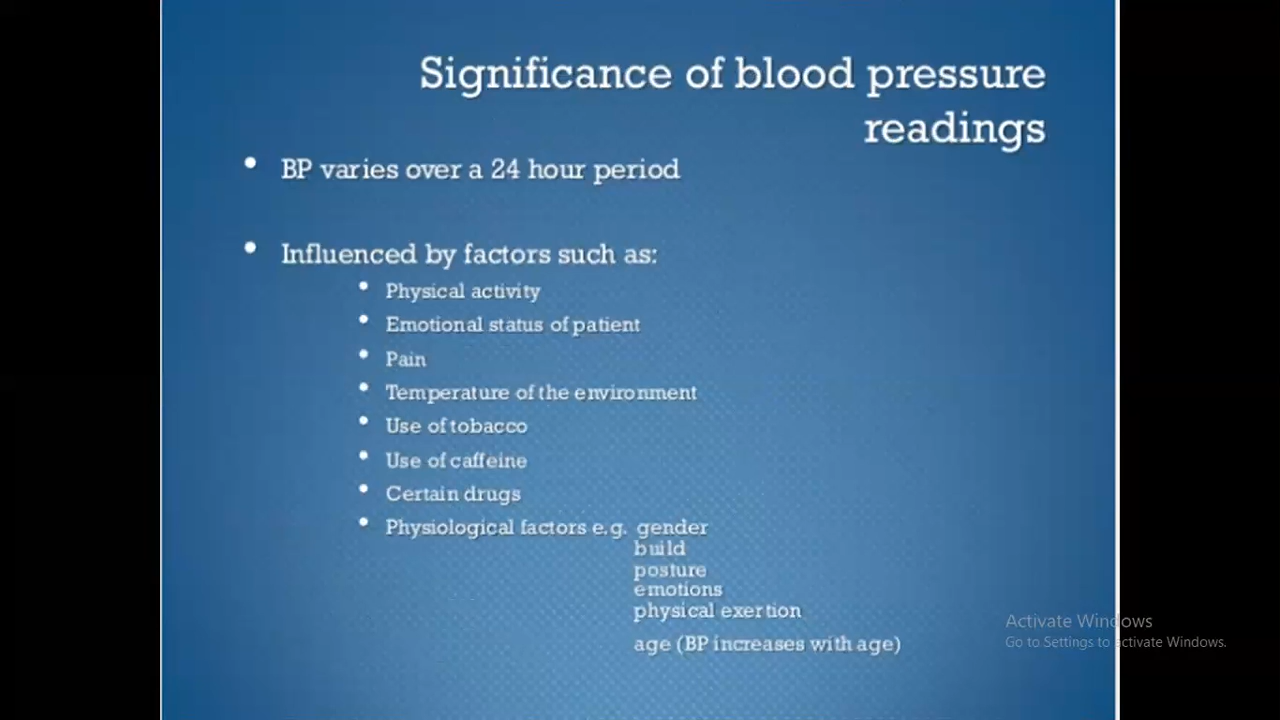 Significance of blood pressure
readings
• BP varies over a 24 hour period
• Influenced by factors such as:
• Physical activity
• Emotional status of patient
• Pain
• Temperature of the environment
• Use of tobacco
• Use of caffeine
• Certain drugs
• Physiological factors e.g. gender
build
posture
emotions
physical exertion
age (BP increases with age)
Activate Windows
Go to Settings to activate Windows.